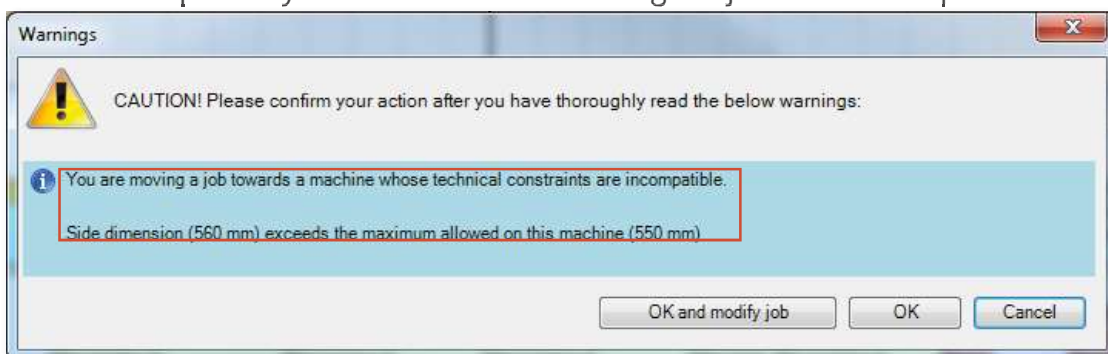 Warnings
CAUTION! Please confirm your action after you have thoroughly read the below warnings:
You are moving a job towards a machine whose technical constraints are incompatible.
Side dimension (560 mm) exceeds the maximum allowed on this machine (550 mm)
OK and modify job
OK
Cancel